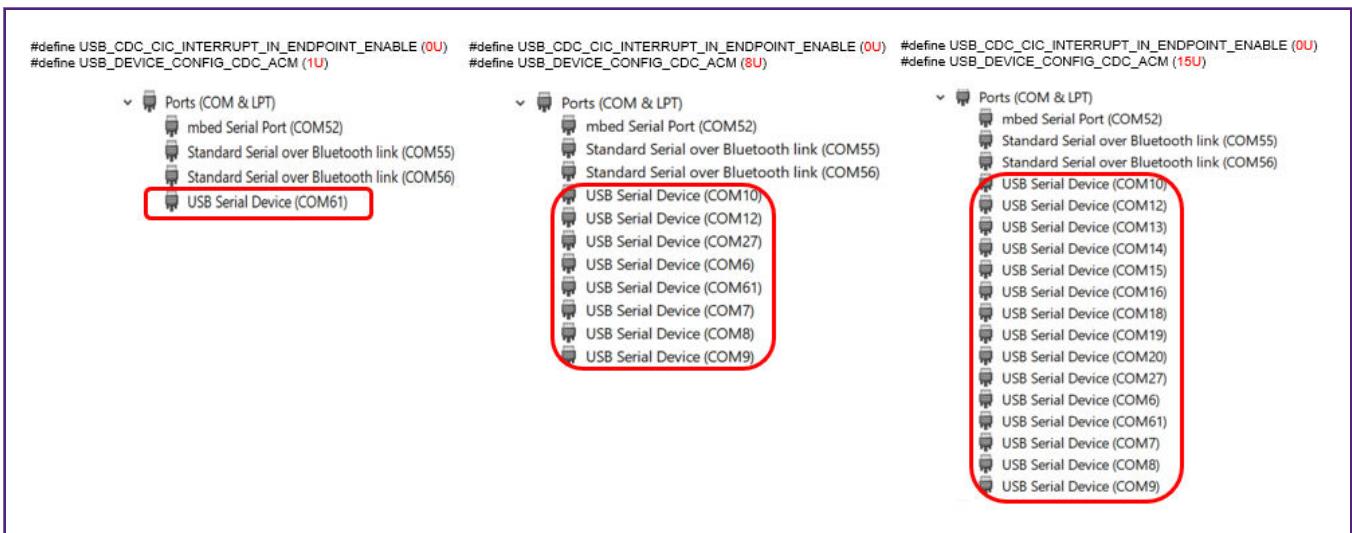 #define USB_CDC_CIC_INTERRUPT_IN_ENDPOINT_ENABLE (0U)
#define USB_DEVICE_CONFIG_CDC_ACM (1U)
Ports (COM & LPT)
mbed Serial Port (COM52)
Standard Serial over Bluetooth link (COM55)
Standard Serial over Bluetooth link (COM56)
USB Serial Device (COM61)
#define USB_CDC_CIC_INTERRUPT_IN_ENDPOINT_ENABLE (0U)
#define USB_DEVICE_CONFIG_CDC_ACM (8U)
Ports (COM & LPT)
mbed Serial Port (COM52)
Standard Serial over Bluetooth link (COM55)
Standard Serial over Bluetooth link (COM56)
USB Serial Device (COM10)
USB Serial Device (COM12)
USB Serial Device (COM27)
USB Serial Device (COM6)
USB Serial Device (COM61)
USB Serial Device (COM7)
USB Serial Device (COM8)
USB Serial Device (COM9)
#define USB_CDC_CIC_INTERRUPT_IN_ENDPOINT_ENABLE (0U)
#define USB_DEVICE_CONFIG_CDC_ACM (15U)
Ports (COM & LPT)
mbed Serial Port (COM52)
Standard Serial over Bluetooth link (COM55)
Standard Serial over Bluetooth link (COM56)
USB Serial Device (COM10)
USB Serial Device (COM12)
USB Serial Device (COM13)
USB Serial Device (COM14)
USB Serial Device (COM15)
USB Serial Device (COM16)
USB Serial Device (COM18)
USB Serial Device (COM19)
USB Serial Device (COM20)
USB Serial Device (COM27)
USB Serial Device (COM6)
USB Serial Device (COM61)
USB Serial Device (COM7)
USB Serial Device (COM8)
USB Serial Device (COM9)